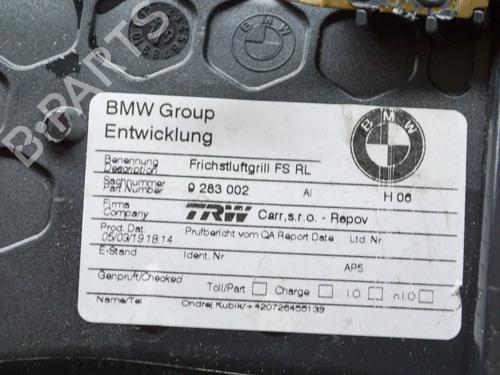 BMW
BMW Group
Entwicklung
BMW
Benennung
Description
Frichstluftgrill FS RL
Sachnummer
Part Number
9 283 002
AI
H 06
Firma
Company
TRW Carr,s.r.o. - Repov
Prod. Dat
05/03/19 18:14
Prufbericht vom QA Report Date
Ltd. Nr
E-Stand
Ident. Nr
AP5
Genpruft/Checked
Toll/Part
Charge
I.O
n.I.O
Name/Tel
Ondrej Kubik/+420726455139
B-PARTS